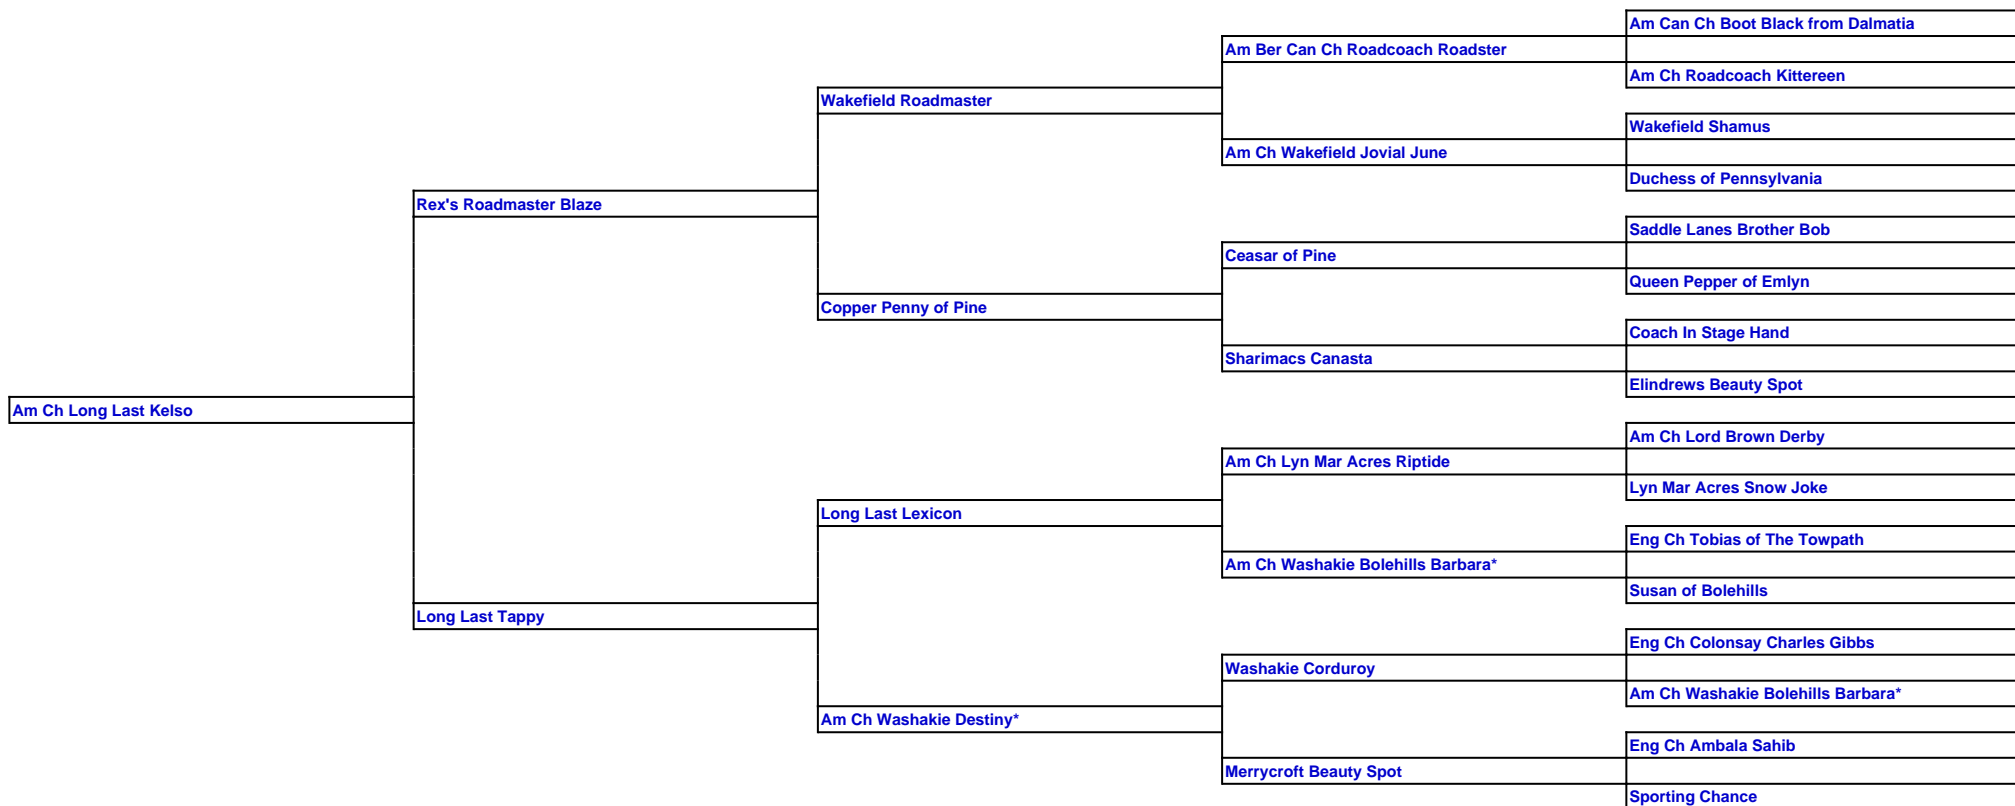 Am Can Ch Boot Black from Dalmatia
Am Ber Can Ch Roadcoach Roadster
Am Ch Roadcoach Kittereen
Wakefield Roadmaster
Wakefield Shamus
Am Ch Wakefield Jovial June
Duchess of Pennsylvania
Rex's Roadmaster Blaze
Saddle Lanes Brother Bob
Ceasar of Pine
Queen Pepper of Emlyn
Copper Penny of Pine
Coach In Stage Hand
Sharimacs Canasta
Elindrews Beauty Spot
Am Ch Long Last Kelso
Am Ch Lord Brown Derby
Am Ch Lyn Mar Acres Riptide
Lyn Mar Acres Snow Joke
Long Last Lexicon
Eng Ch Tobias of The Towpath
Am Ch Washakie Bolehills Barbara*
Susan of Bolehills
Long Last Tappy
Eng Ch Colonsay Charles Gibbs
Washakie Corduroy
Am Ch Washakie Bolehills Barbara*
Am Ch Washakie Destiny*
Eng Ch Ambala Sahib
Merrycroft Beauty Spot
Sporting Chance